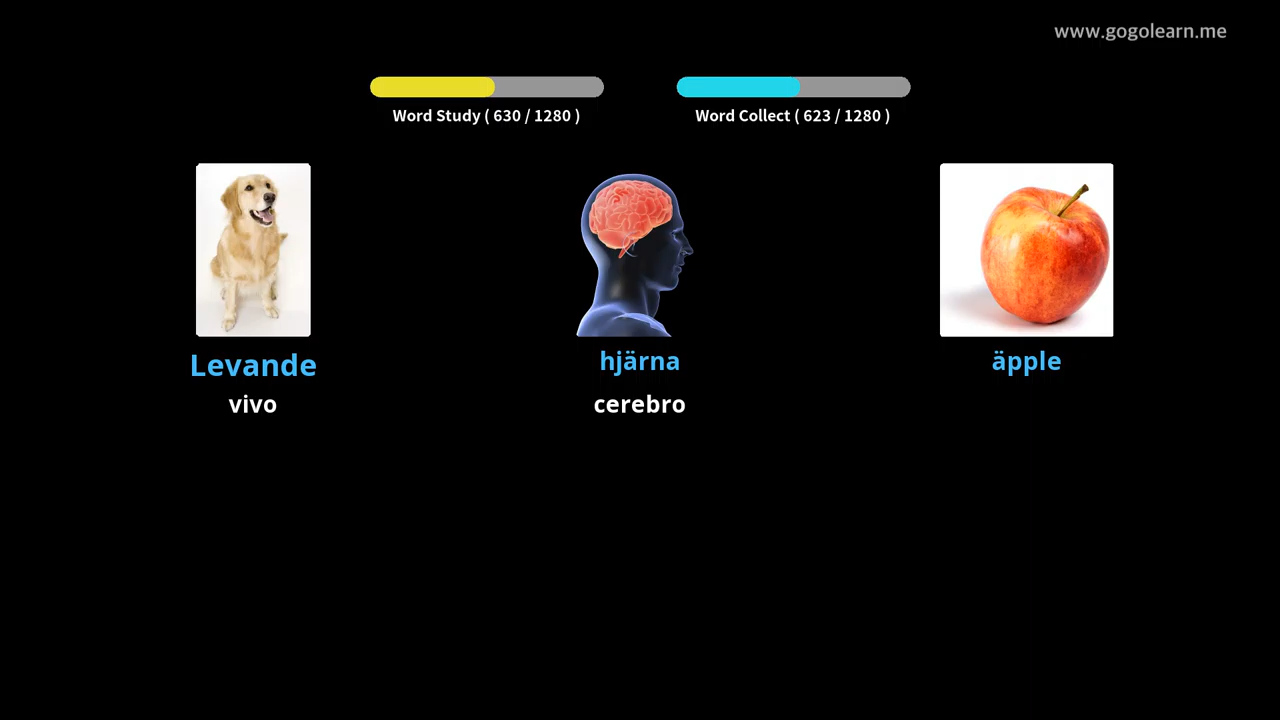 www.gogolearn.me
Word Study ( 630 / 1280 )
Word Collect ( 623 / 1280 )
Levande
vivo
hjärna
cerebro
äpple